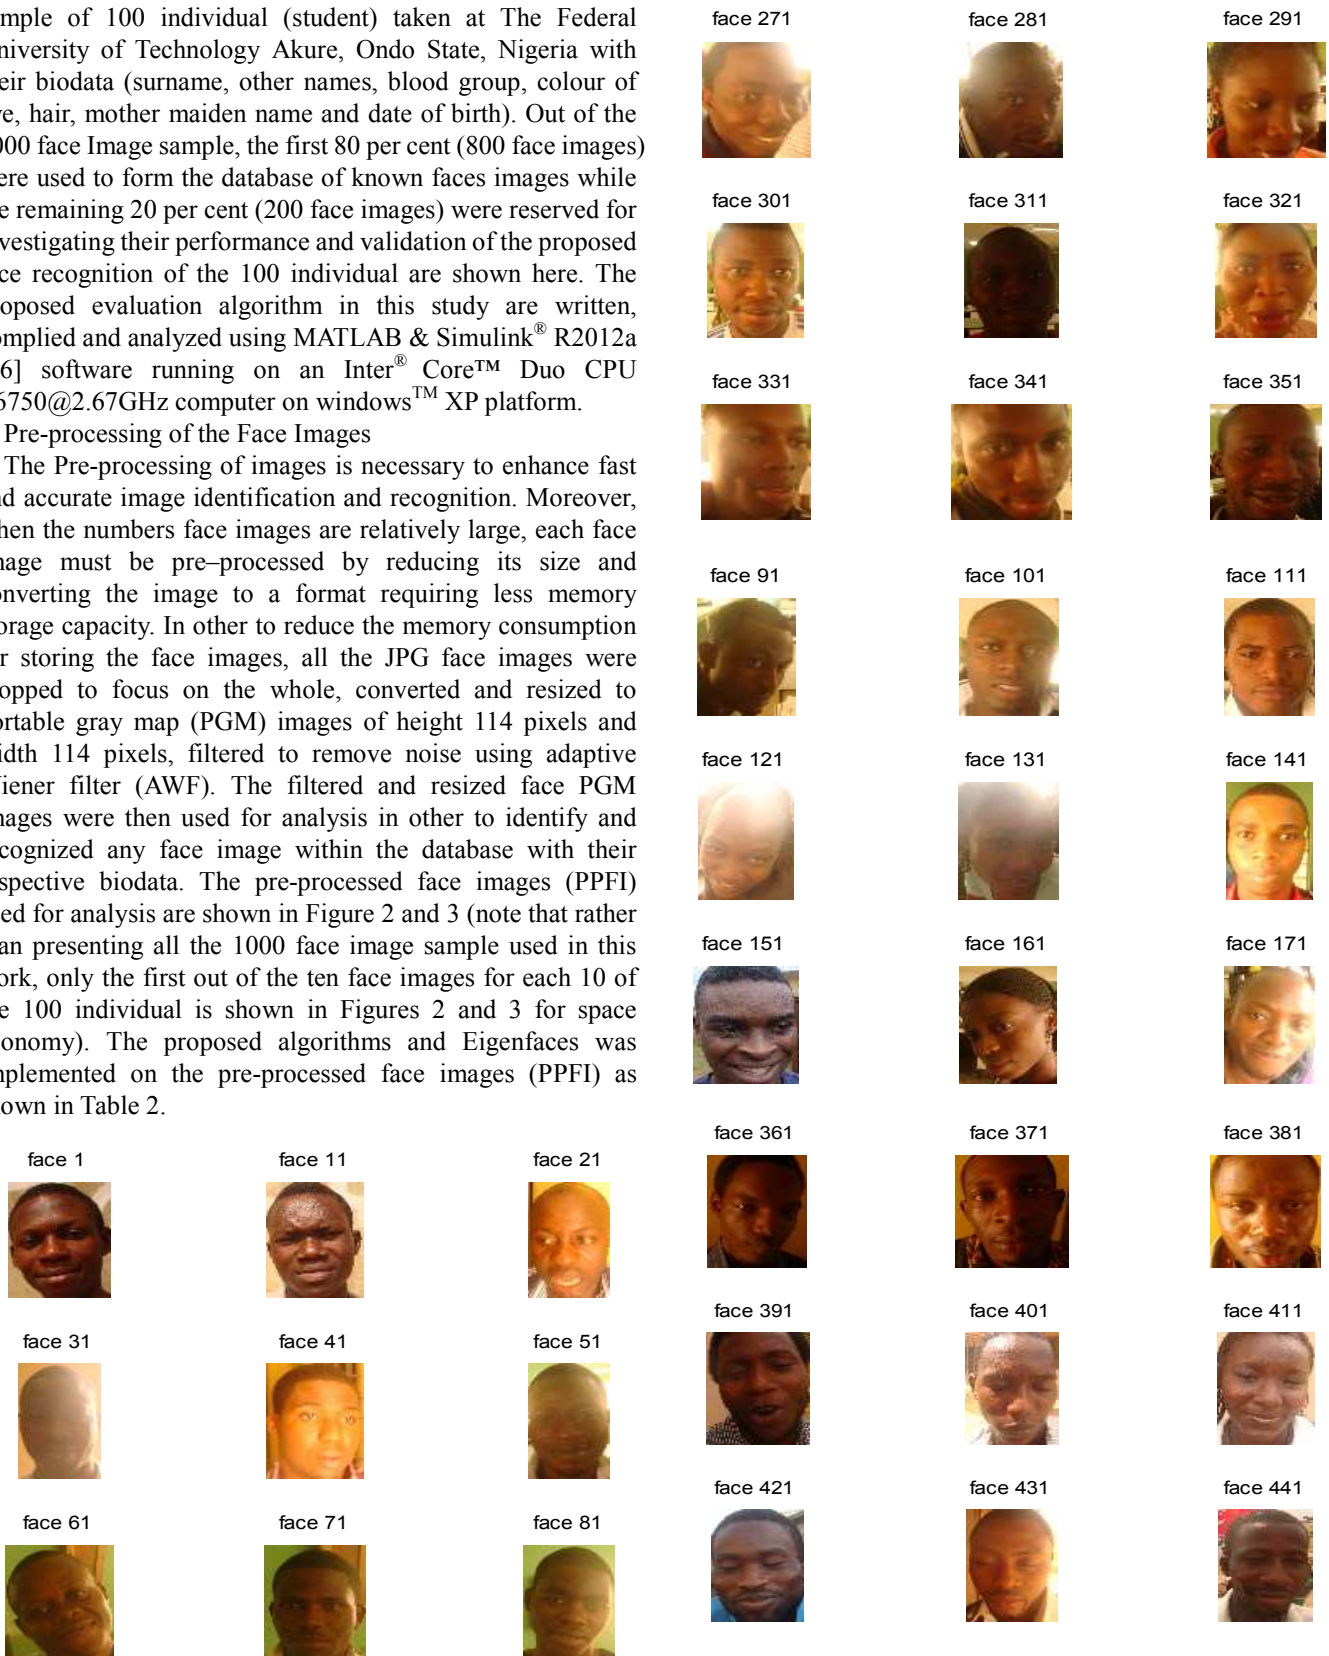 mple of 100 individual (student) taken at The Federal
niversity of Technology Akure, Ondo State, Nigeria with
eir biodata (surname, other names, blood group, colour of
e, hair, mother maiden name and date of birth). Out of the
000 face Image sample, the first 80 per cent (800 face images)
ere used to form the database of known faces images while
e remaining 20 per cent (200 face images) were reserved for
vestigating their performance and validation of the proposed
ce recognition of the 100 individual are shown here. The
oposed evaluation algorithm in this study are written,
mplied and analyzed using MATLAB & Simulink® R2012a
6] software running on an Inter® Core™ Duo CPU
6750@2.67GHz computer on windowsTM XP platform.
Pre-processing of the Face Images
The Pre-processing of images is necessary to enhance fast
nd accurate image identification and recognition. Moreover,
hen the numbers face images are relatively large, each face
mage must be pre–processed by reducing its size and
onverting the image to a format requiring less memory
orage capacity. In other to reduce the memory consumption
r storing the face images, all the JPG face images were
opped to focus on the whole, converted and resized to
ortable gray map (PGM) images of height 114 pixels and
idth 114 pixels, filtered to remove noise using adaptive
iener filter (AWF). The filtered and resized face PGM
mages were then used for analysis in other to identify and
cognized any face image within the database with their
spective biodata. The pre-processed face images (PPFI)
ed for analysis are shown in Figure 2 and 3 (note that rather
an presenting all the 1000 face image sample used in this
ork, only the first out of the ten face images for each 10 of
e 100 individual is shown in Figures 2 and 3 for space
onomy). The proposed algorithms and Eigenfaces was
mplemented on the pre-processed face images (PPFI) as
own in Table 2.
face 1 face 11 face 21
face 31 face 41 face 51
face 61 face 71 face 81
face 271 face 281 face 291
face 301 face 311 face 321
face 331 face 341 face 351
face 91 face 101 face 111
face 121 face 131 face 141
face 151 face 161 face 171
face 361 face 371 face 381
face 391 face 401 face 411
face 421 face 431 face 441